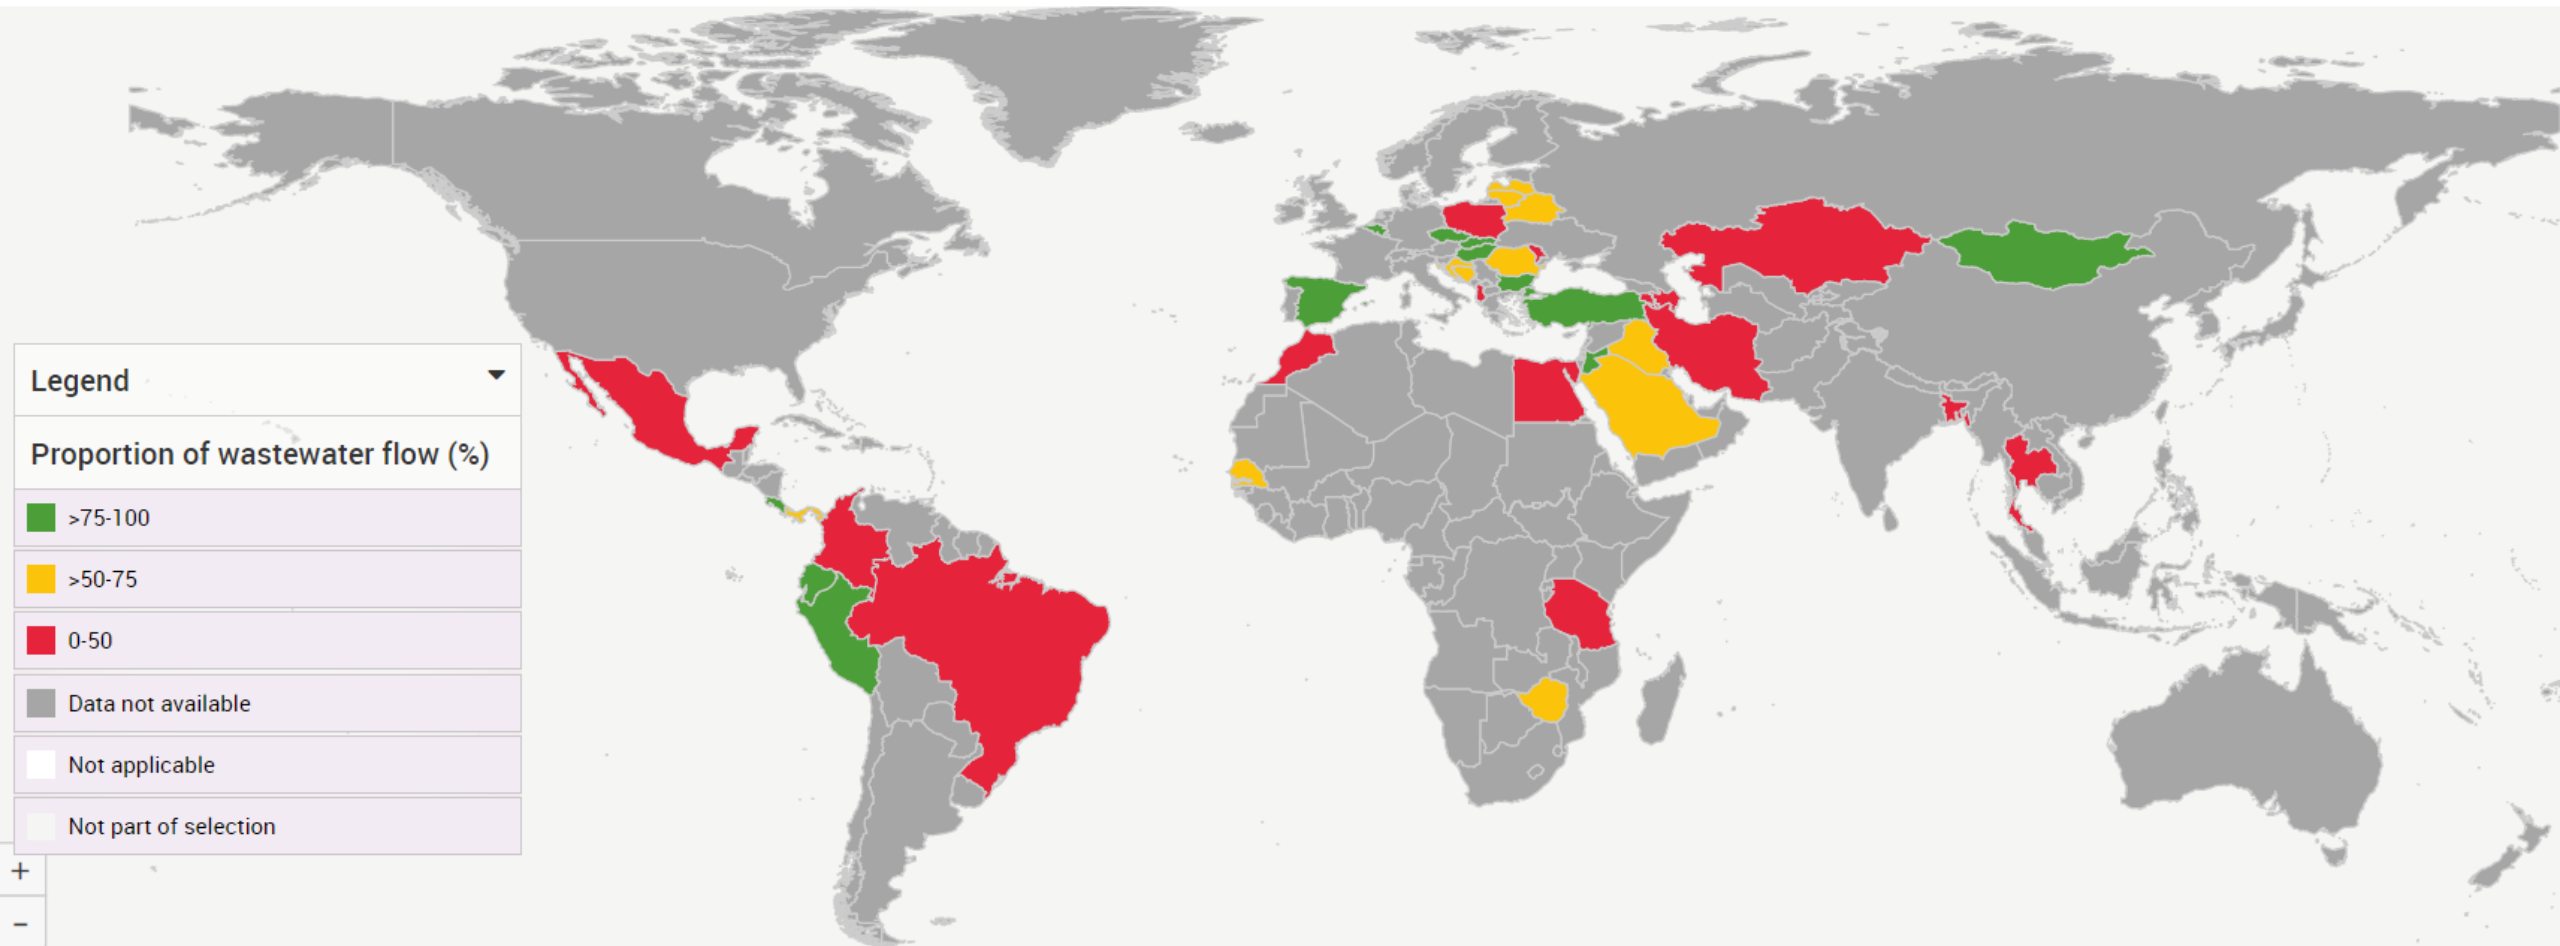 Legend
Proportion of wastewater flow (%)
>75-100
>50-75
0-50
Data not available
Not applicable
Not part of selection
+
−